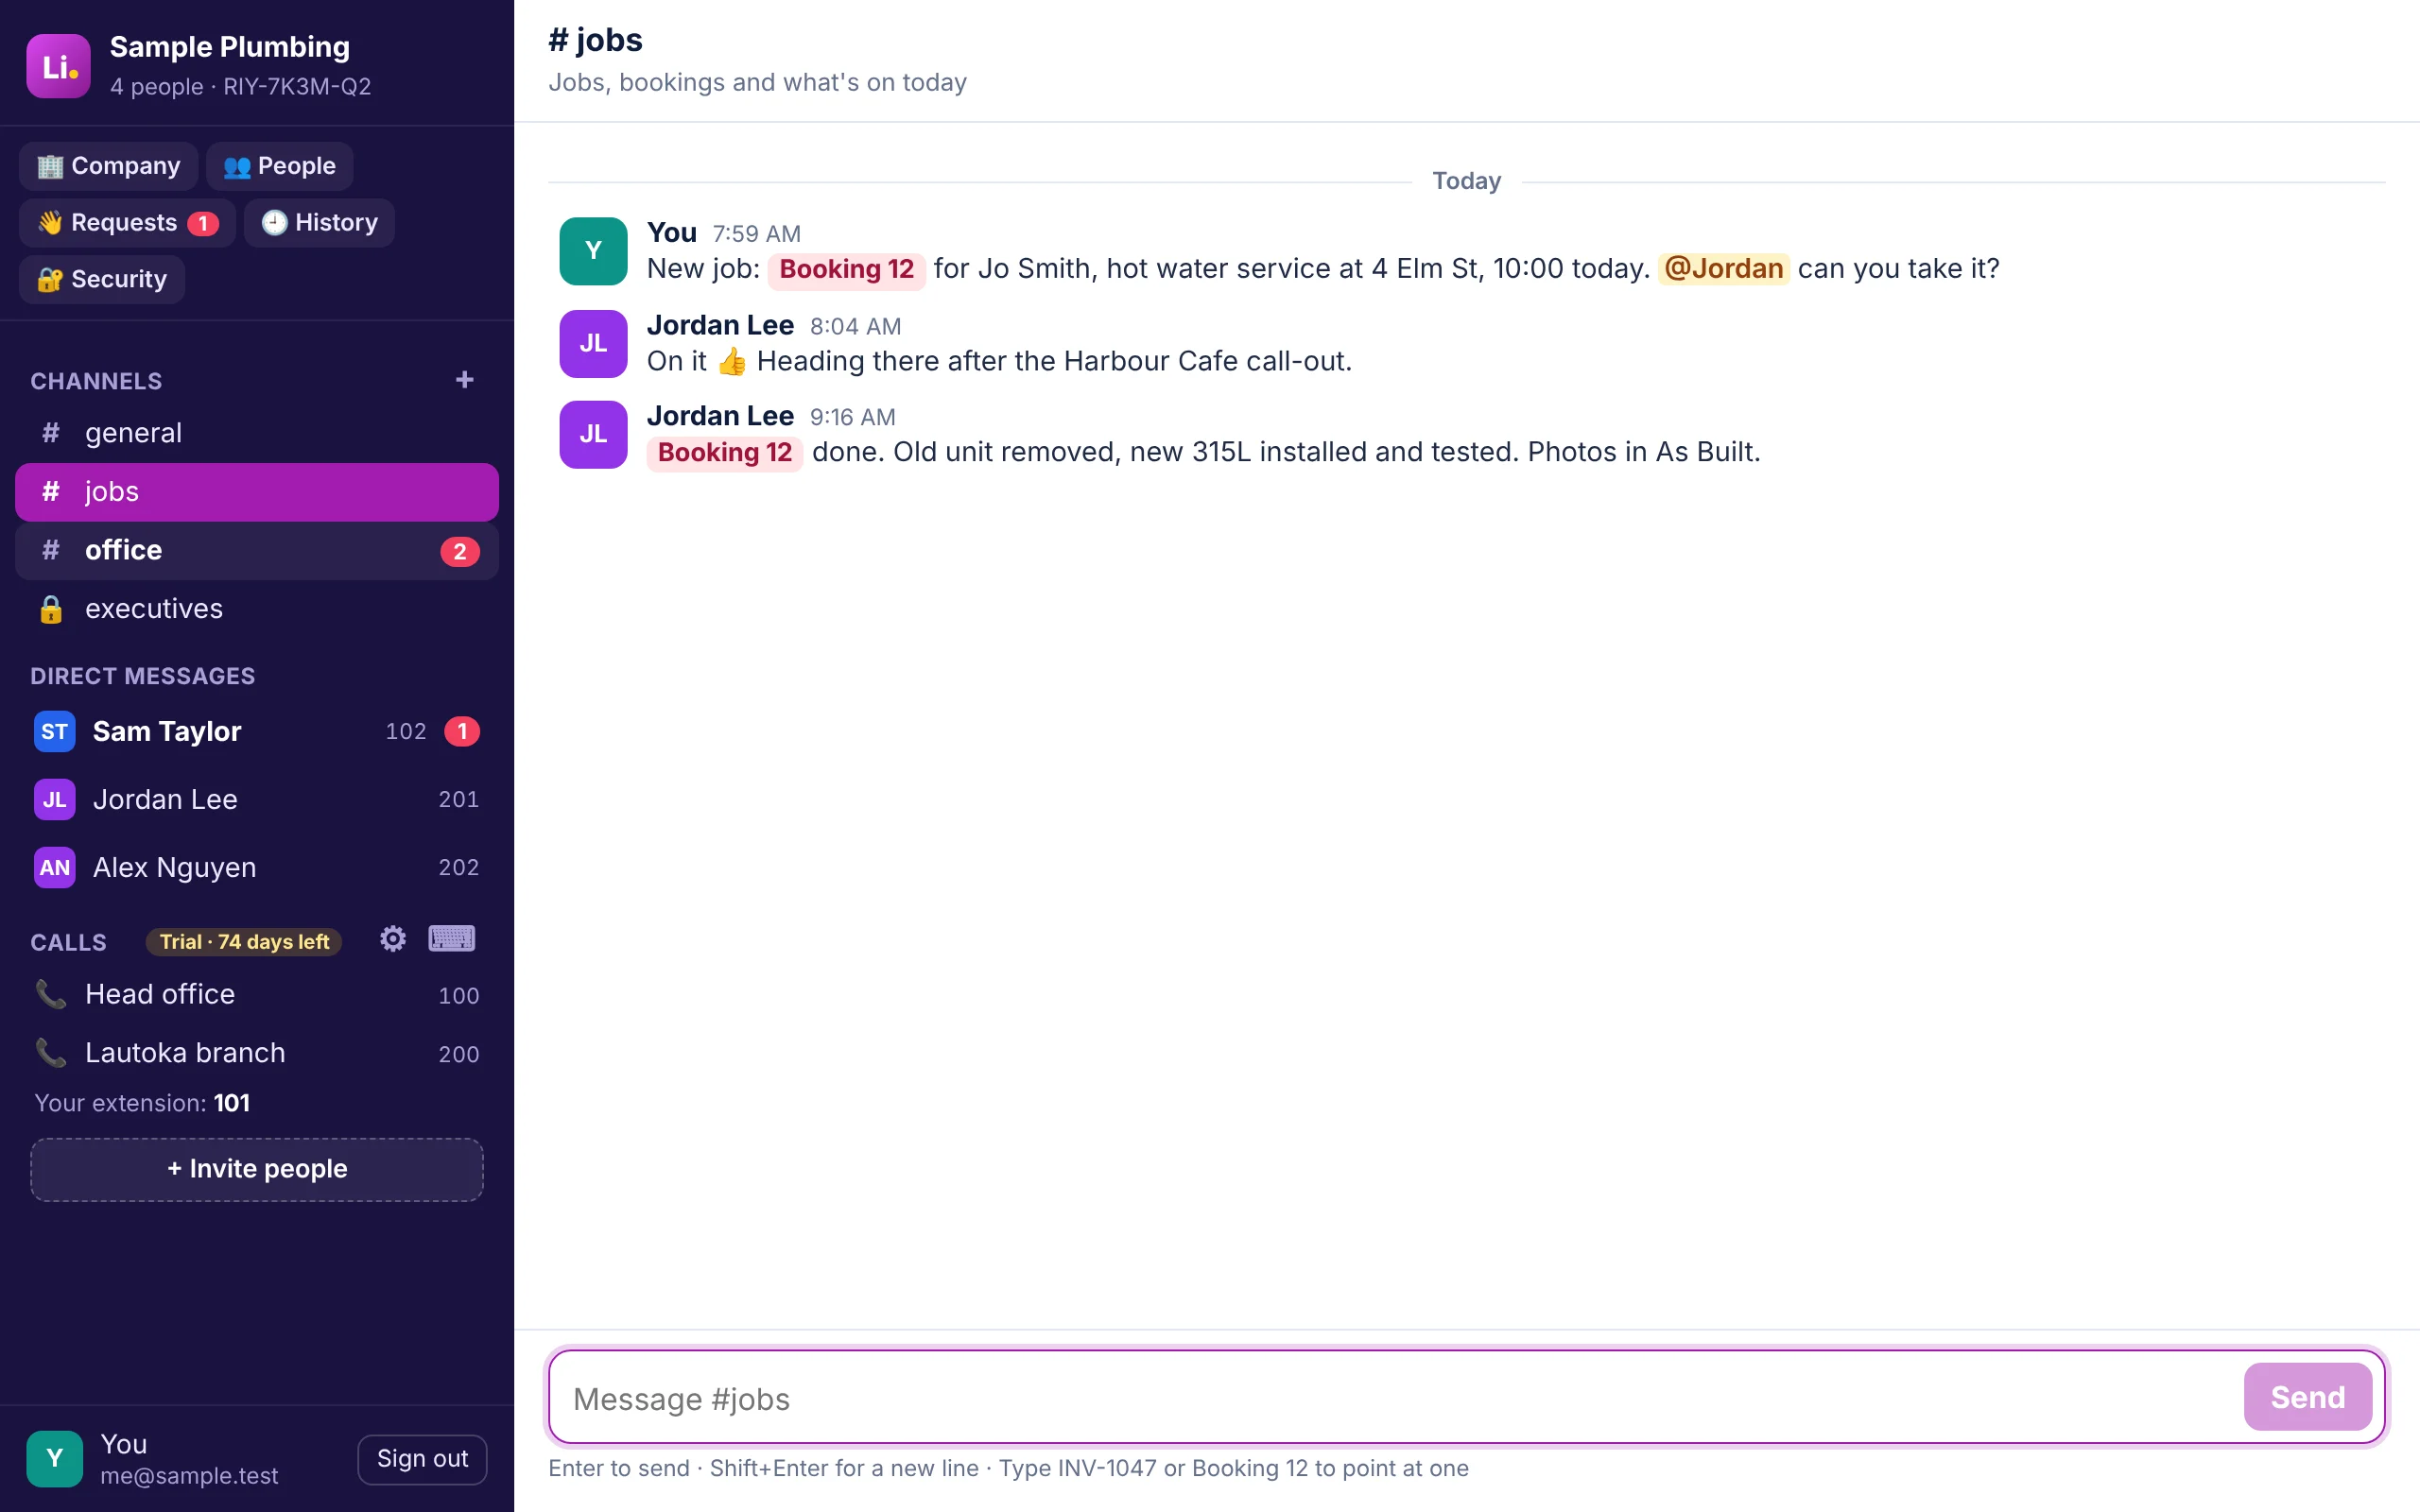 Li.
Sample Plumbing
4 people · RIY-7K3M-Q2
🏢 Company
👥 People
👋 Requests 1
🕘 History
🔐 Security
CHANNELS +
# general
# jobs
# office 2
🔒 executives
DIRECT MESSAGES
ST Sam Taylor 102 1
JL Jordan Lee 201
AN Alex Nguyen 202
CALLS Trial · 74 days left ⚙ ⌨
📞 Head office 100
📞 Lautoka branch 200
Your extension: 101
+ Invite people
Y You
me@sample.test
Sign out
# jobs
Jobs, bookings and what's on today
Today
Y You 7:59 AM
New job: Booking 12 for Jo Smith, hot water service at 4 Elm St, 10:00 today. @Jordan can you take it?
JL Jordan Lee 8:04 AM
On it 👍 Heading there after the Harbour Cafe call-out.
JL Jordan Lee 9:16 AM
Booking 12 done. Old unit removed, new 315L installed and tested. Photos in As Built.
Message #jobs
Send
Enter to send · Shift+Enter for a new line · Type INV-1047 or Booking 12 to point at one